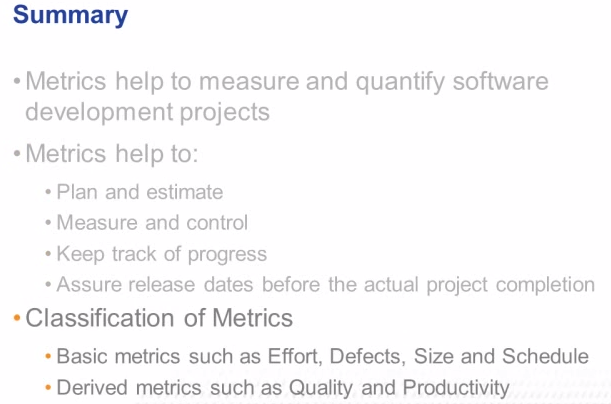 Summary
• Metrics help to measure and quantify software
development projects
• Metrics help to:
• Plan and estimate
• Measure and control
• Keep track of progress
• Assure release dates before the actual project completion
• Classification of Metrics
• Basic metrics such as Effort, Defects, Size and Schedule
• Derived metrics such as Quality and Productivity